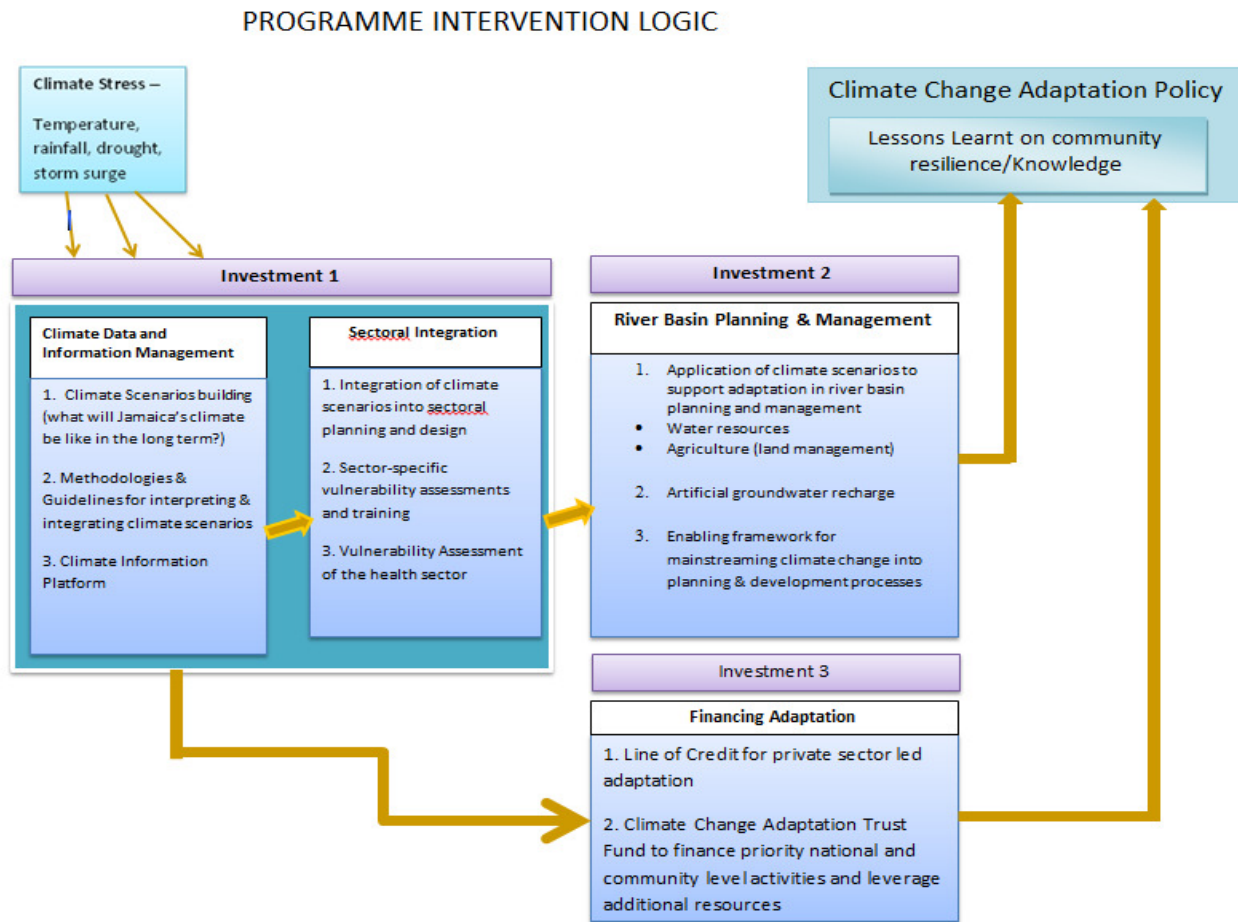 PROGRAMME INTERVENTION LOGIC
Climate Stress –
Temperature,
rainfall, drought,
storm surge
Climate Change Adaptation Policy
Lessons Learnt on community
resilience/Knowledge
Investment 1
Climate Data and
Information Management
1. Climate Scenarios building
(what will Jamaica's climate
be like in the long term?)
2. Methodologies &
Guidelines for interpreting &
integrating climate scenarios
3. Climate Information
Platform
Sectoral Integration
1. Integration of climate
scenarios into sectoral
planning and design
2. Sector-specific
vulnerability assessments
and training
3. Vulnerability Assessment
of the health sector
Investment 2
River Basin Planning & Management
1. Application of climate scenarios to
support adaptation in river basin
planning and management
• Water resources
• Agriculture (land management)
2. Artificial groundwater recharge
3. Enabling framework for
mainstreaming climate change into
planning & development processes
Investment 3
Financing Adaptation
1. Line of Credit for private sector led
adaptation
2. Climate Change Adaptation Trust
Fund to finance priority national and
community level activities and leverage
additional resources